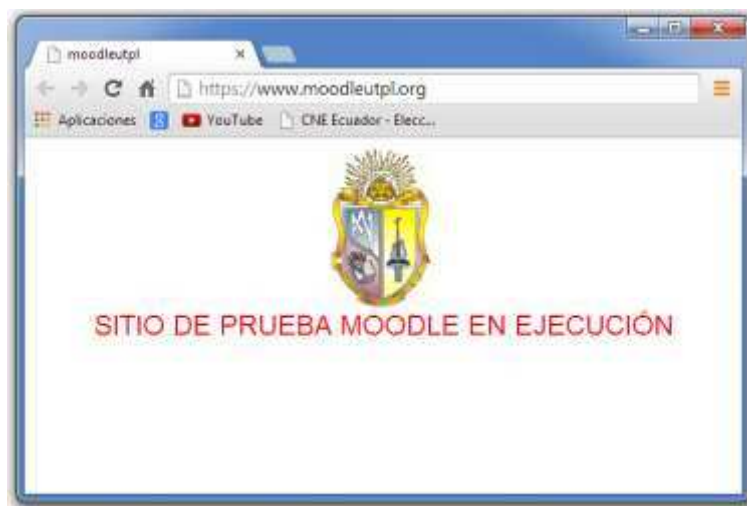 moodleutpl
https://www.moodleutpl.org
Aplicaciones YouTube CNE Ecuador - Elecc...
SITIO DE PRUEBA MOODLE EN EJECUCIÓN